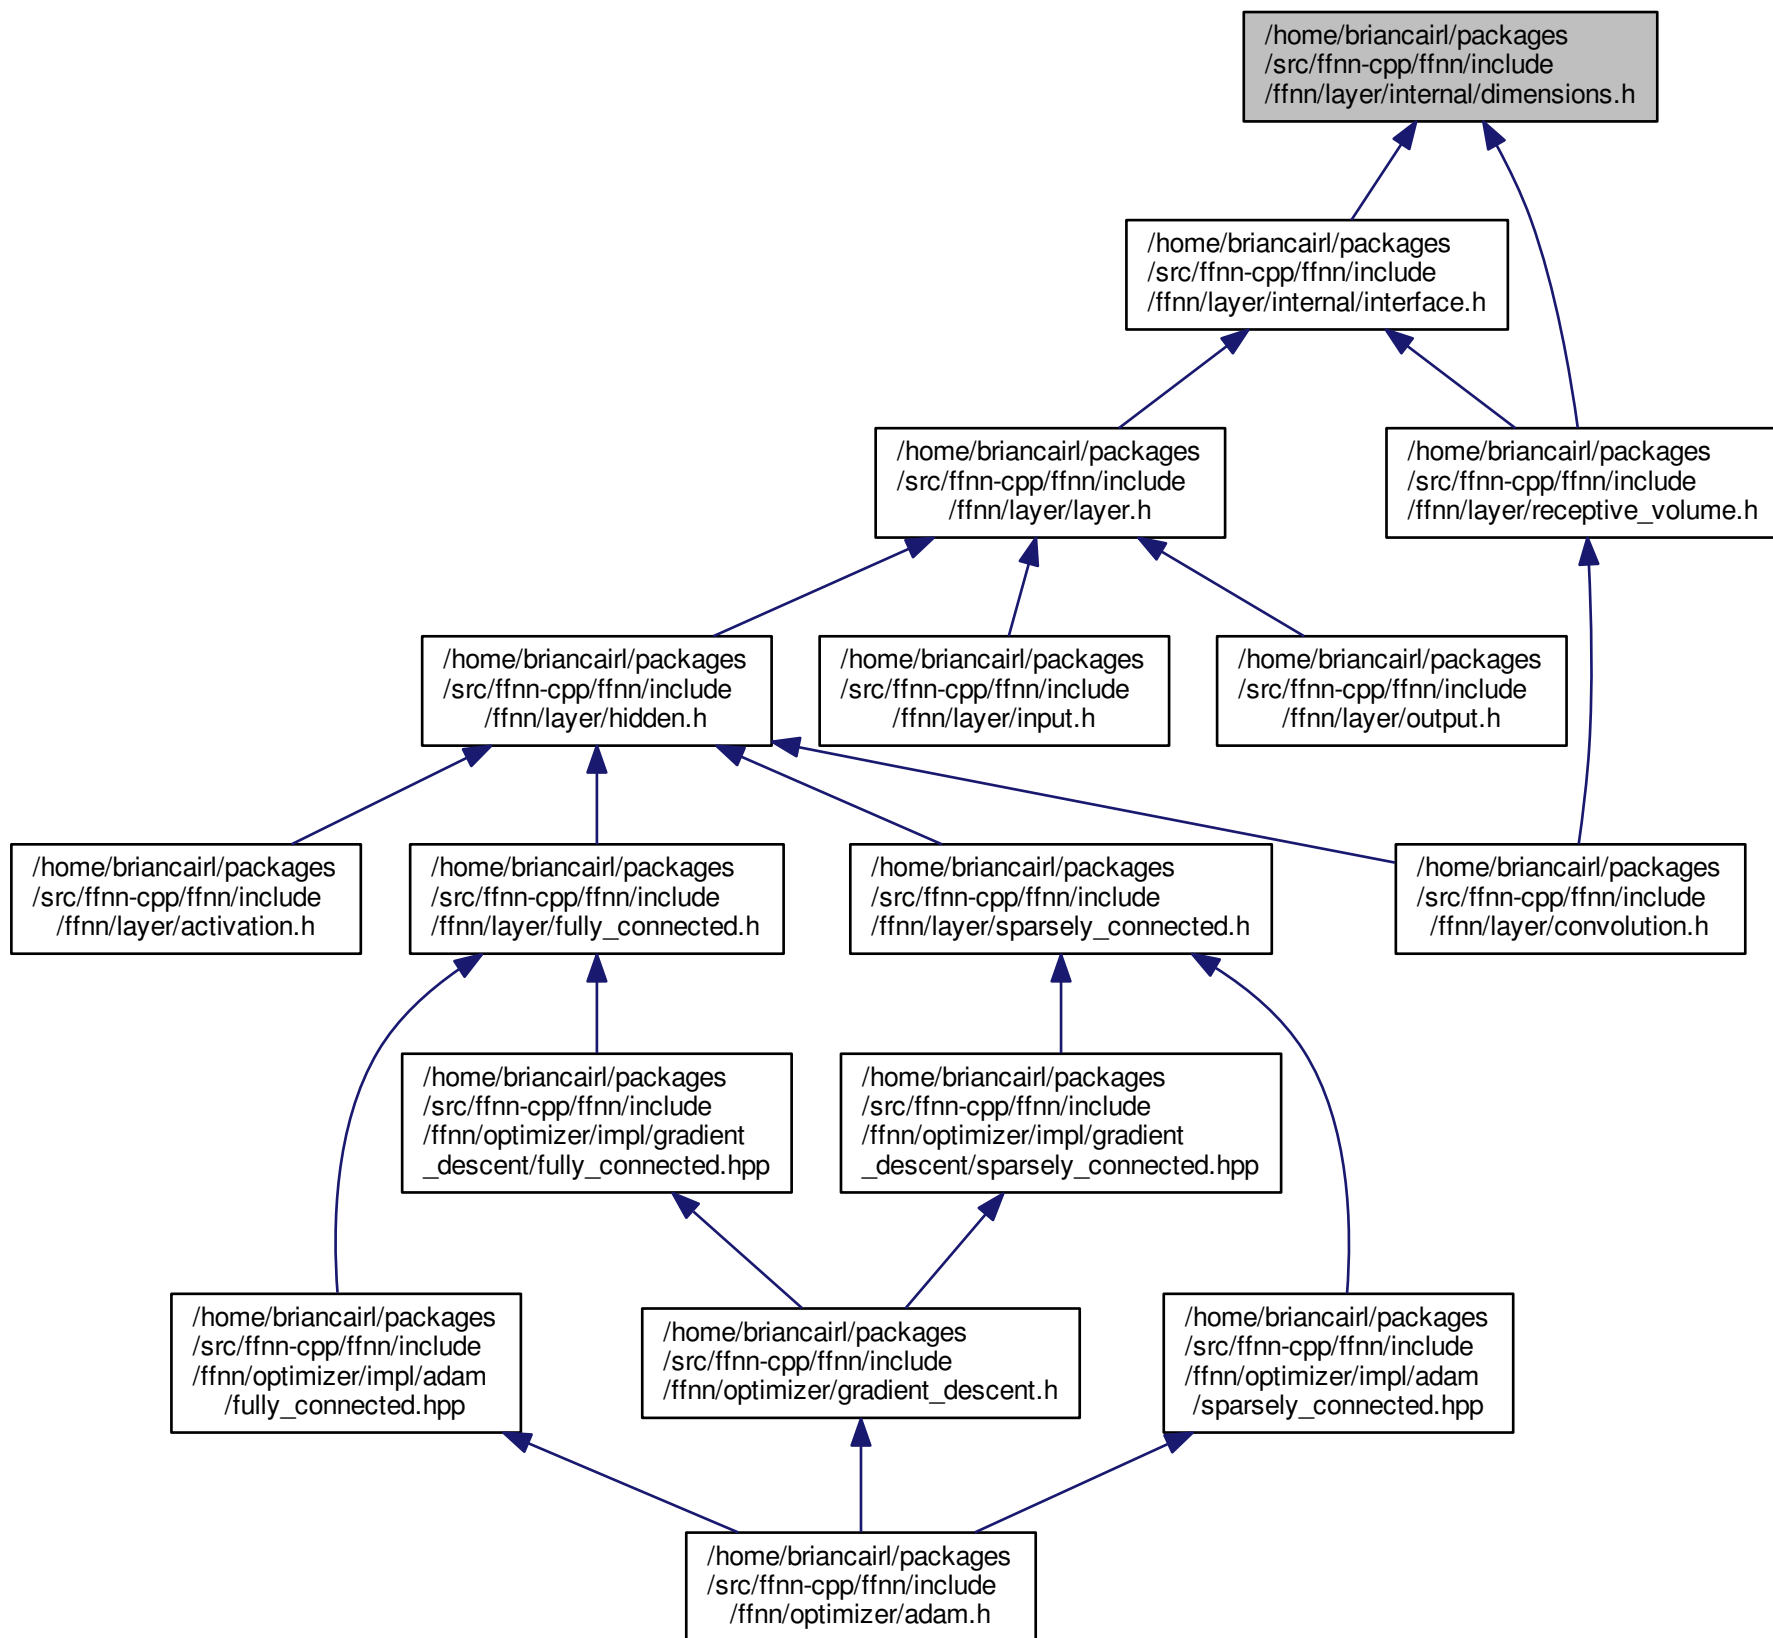 /home/briancairl/packages
/src/ffnn-cpp/ffnn/include
/ffnn/layer/internal/dimensions.h
/home/briancairl/packages
/src/ffnn-cpp/ffnn/include
/ffnn/layer/internal/interface.h
/home/briancairl/packages
/src/ffnn-cpp/ffnn/include
/ffnn/layer/layer.h
/home/briancairl/packages
/src/ffnn-cpp/ffnn/include
/ffnn/layer/receptive_volume.h
/home/briancairl/packages
/src/ffnn-cpp/ffnn/include
/ffnn/layer/hidden.h
/home/briancairl/packages
/src/ffnn-cpp/ffnn/include
/ffnn/layer/input.h
/home/briancairl/packages
/src/ffnn-cpp/ffnn/include
/ffnn/layer/output.h
/home/briancairl/packages
/src/ffnn-cpp/ffnn/include
/ffnn/layer/activation.h
/home/briancairl/packages
/src/ffnn-cpp/ffnn/include
/ffnn/layer/fully_connected.h
/home/briancairl/packages
/src/ffnn-cpp/ffnn/include
/ffnn/layer/sparsely_connected.h
/home/briancairl/packages
/src/ffnn-cpp/ffnn/include
/ffnn/layer/convolution.h
/home/briancairl/packages
/src/ffnn-cpp/ffnn/include
/ffnn/optimizer/impl/gradient
_descent/fully_connected.hpp
/home/briancairl/packages
/src/ffnn-cpp/ffnn/include
/ffnn/optimizer/impl/gradient
_descent/sparsely_connected.hpp
/home/briancairl/packages
/src/ffnn-cpp/ffnn/include
/ffnn/optimizer/impl/adam
/fully_connected.hpp
/home/briancairl/packages
/src/ffnn-cpp/ffnn/include
/ffnn/optimizer/gradient_descent.h
/home/briancairl/packages
/src/ffnn-cpp/ffnn/include
/ffnn/optimizer/impl/adam
/sparsely_connected.hpp
/home/briancairl/packages
/src/ffnn-cpp/ffnn/include
/ffnn/optimizer/adam.h